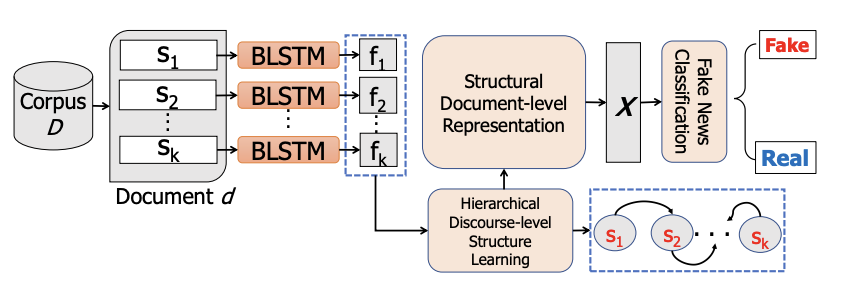 Corpus
D
S1
S2
⋮
Sk
Document d
BLSTM
BLSTM
⋮
BLSTM
f1
f2
⋮
fk
Structural
Document-level
Representation
X
Fake News
Classification
Fake
Real
Hierarchical
Discourse-level
Structure
Learning
S1
S2
. . .
Sk